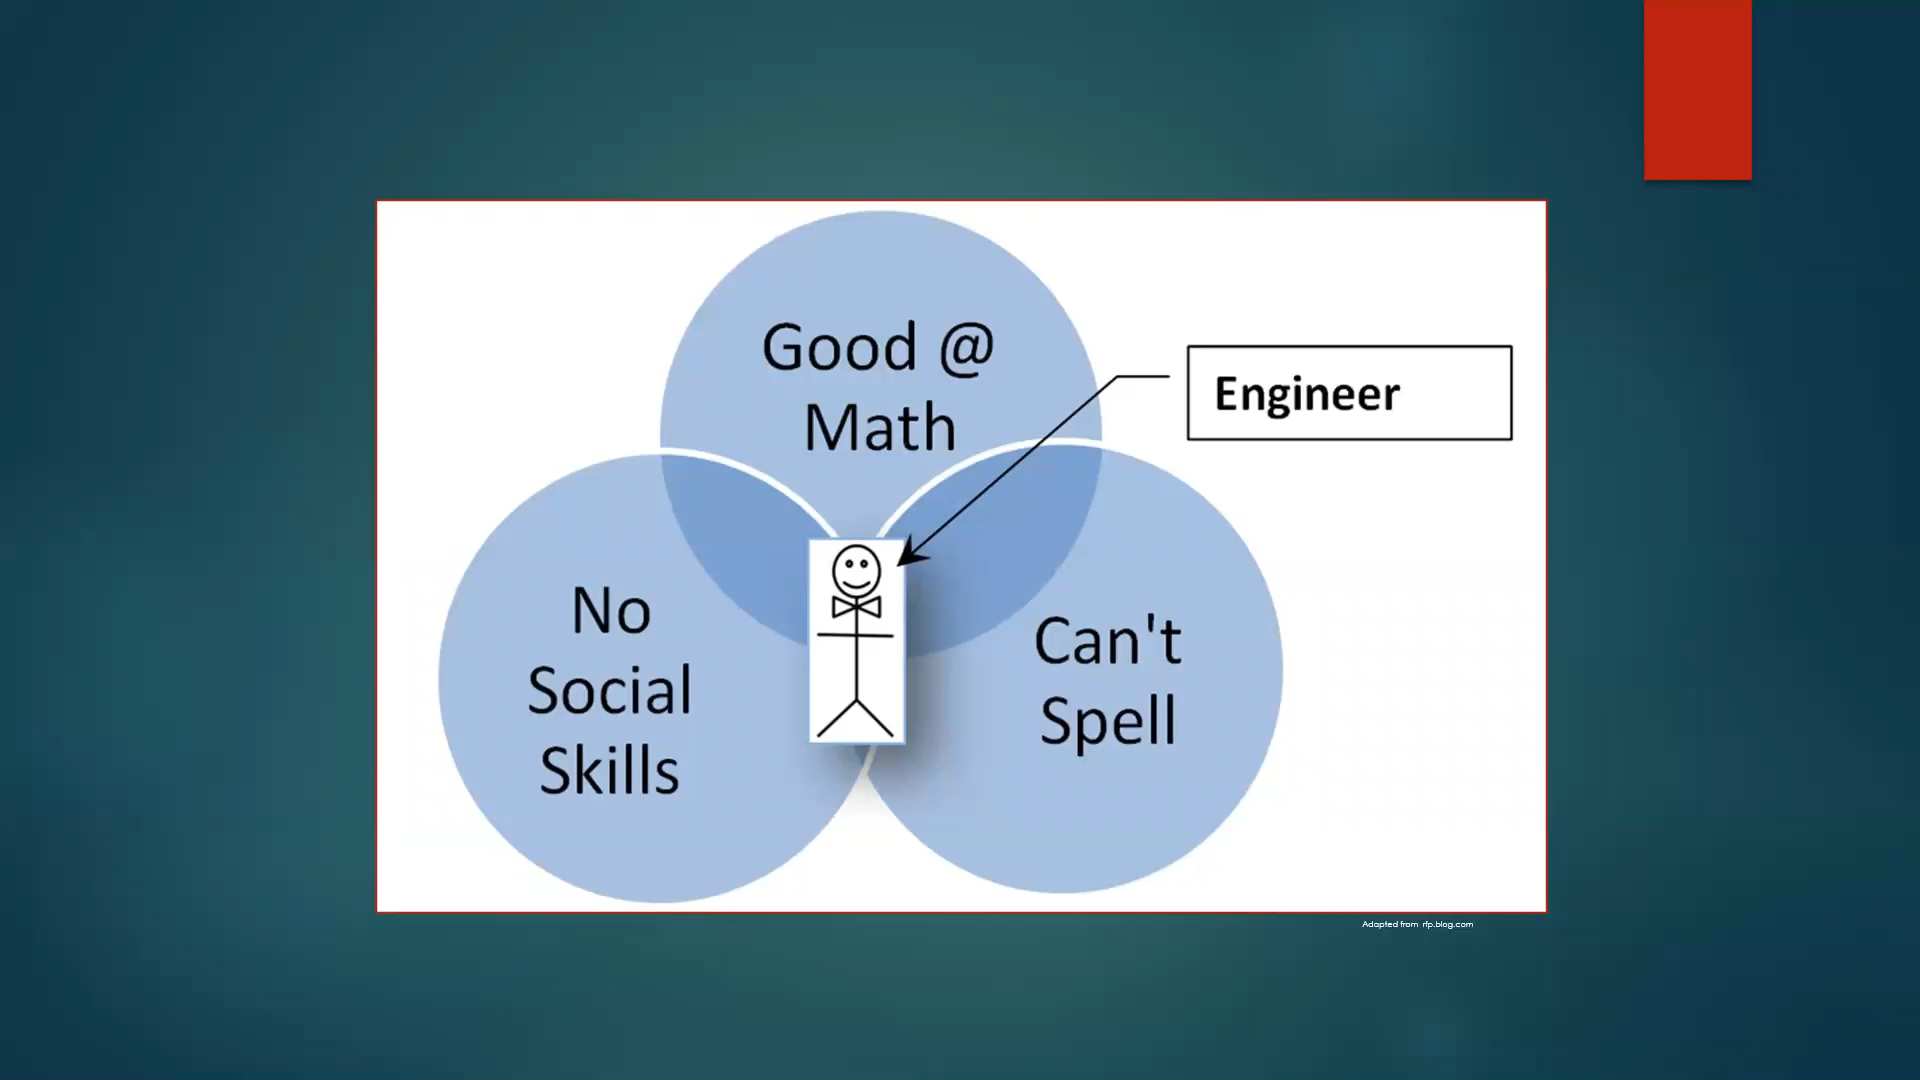 Good @
Math
Engineer
No
Social
Skills
Can't
Spell
Adapted from rfp.blog.com